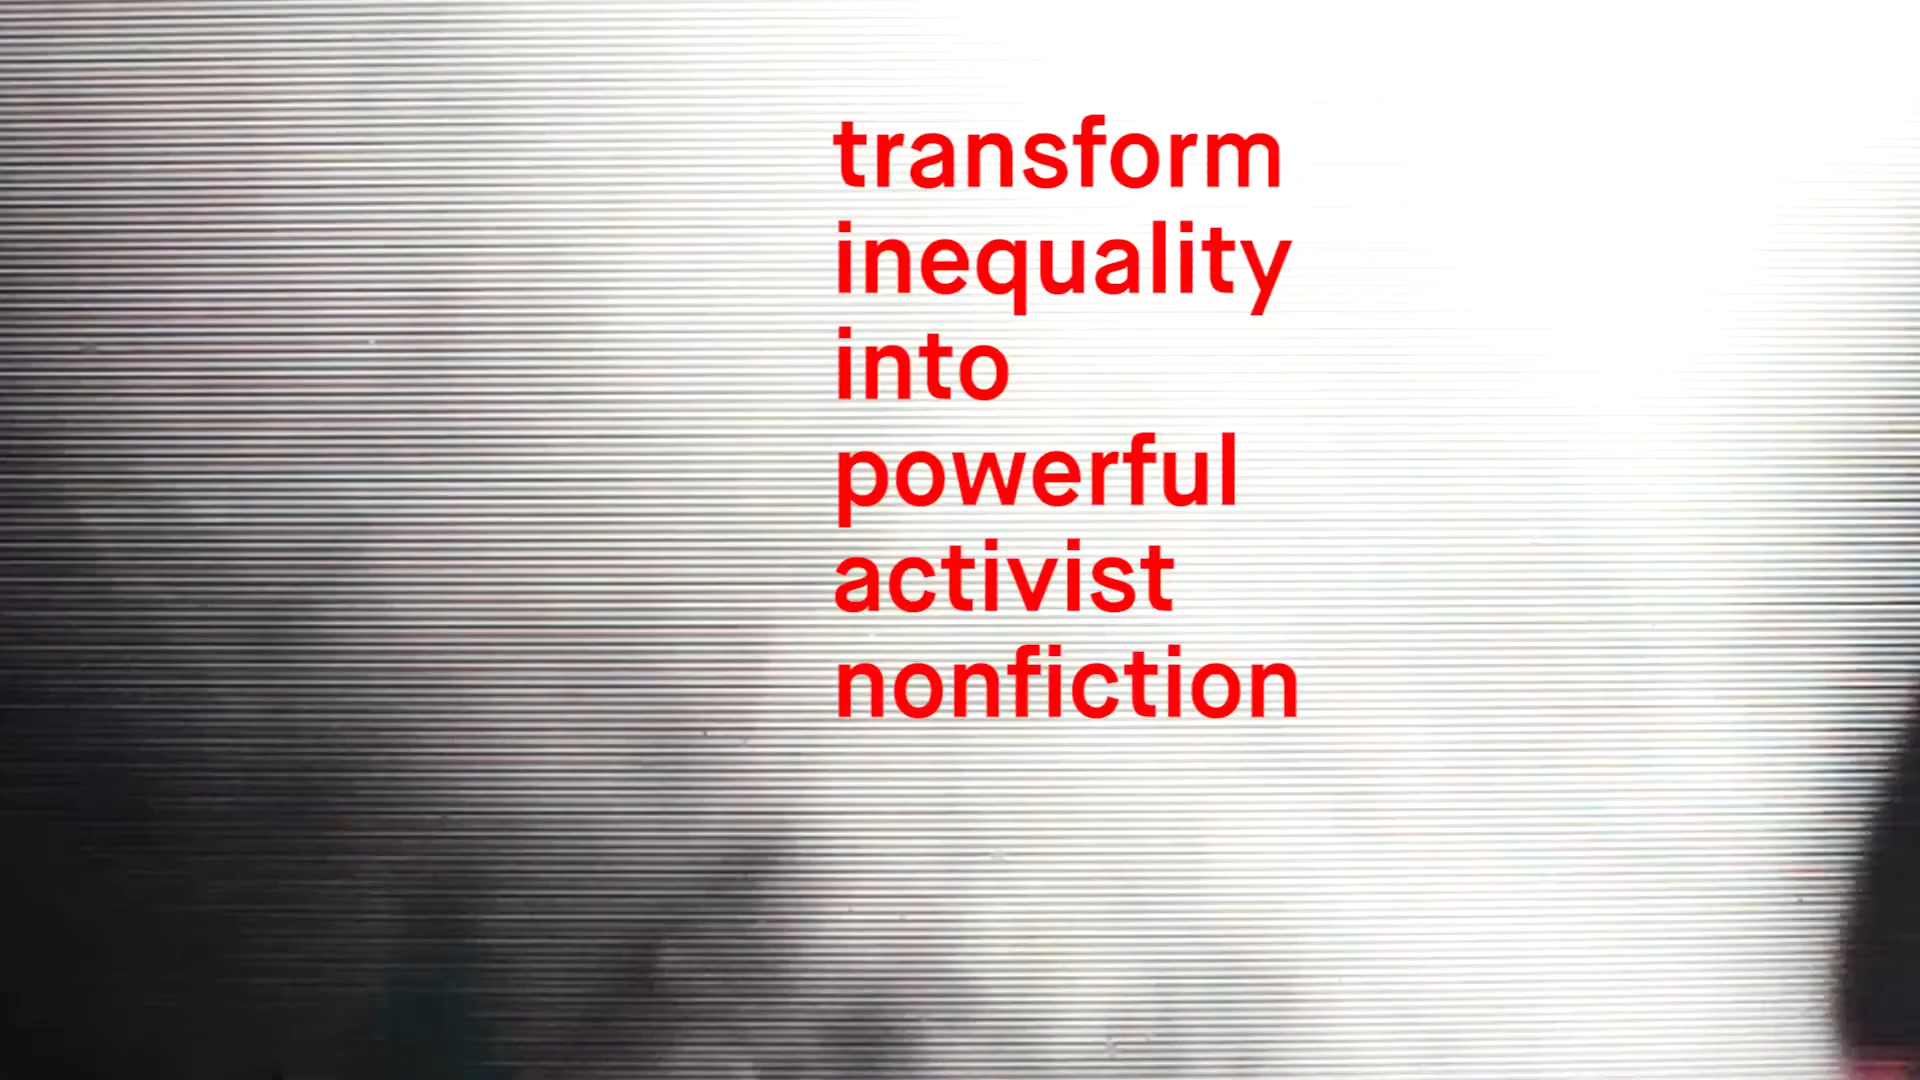 transform
inequality
into
powerful
activist
nonfiction